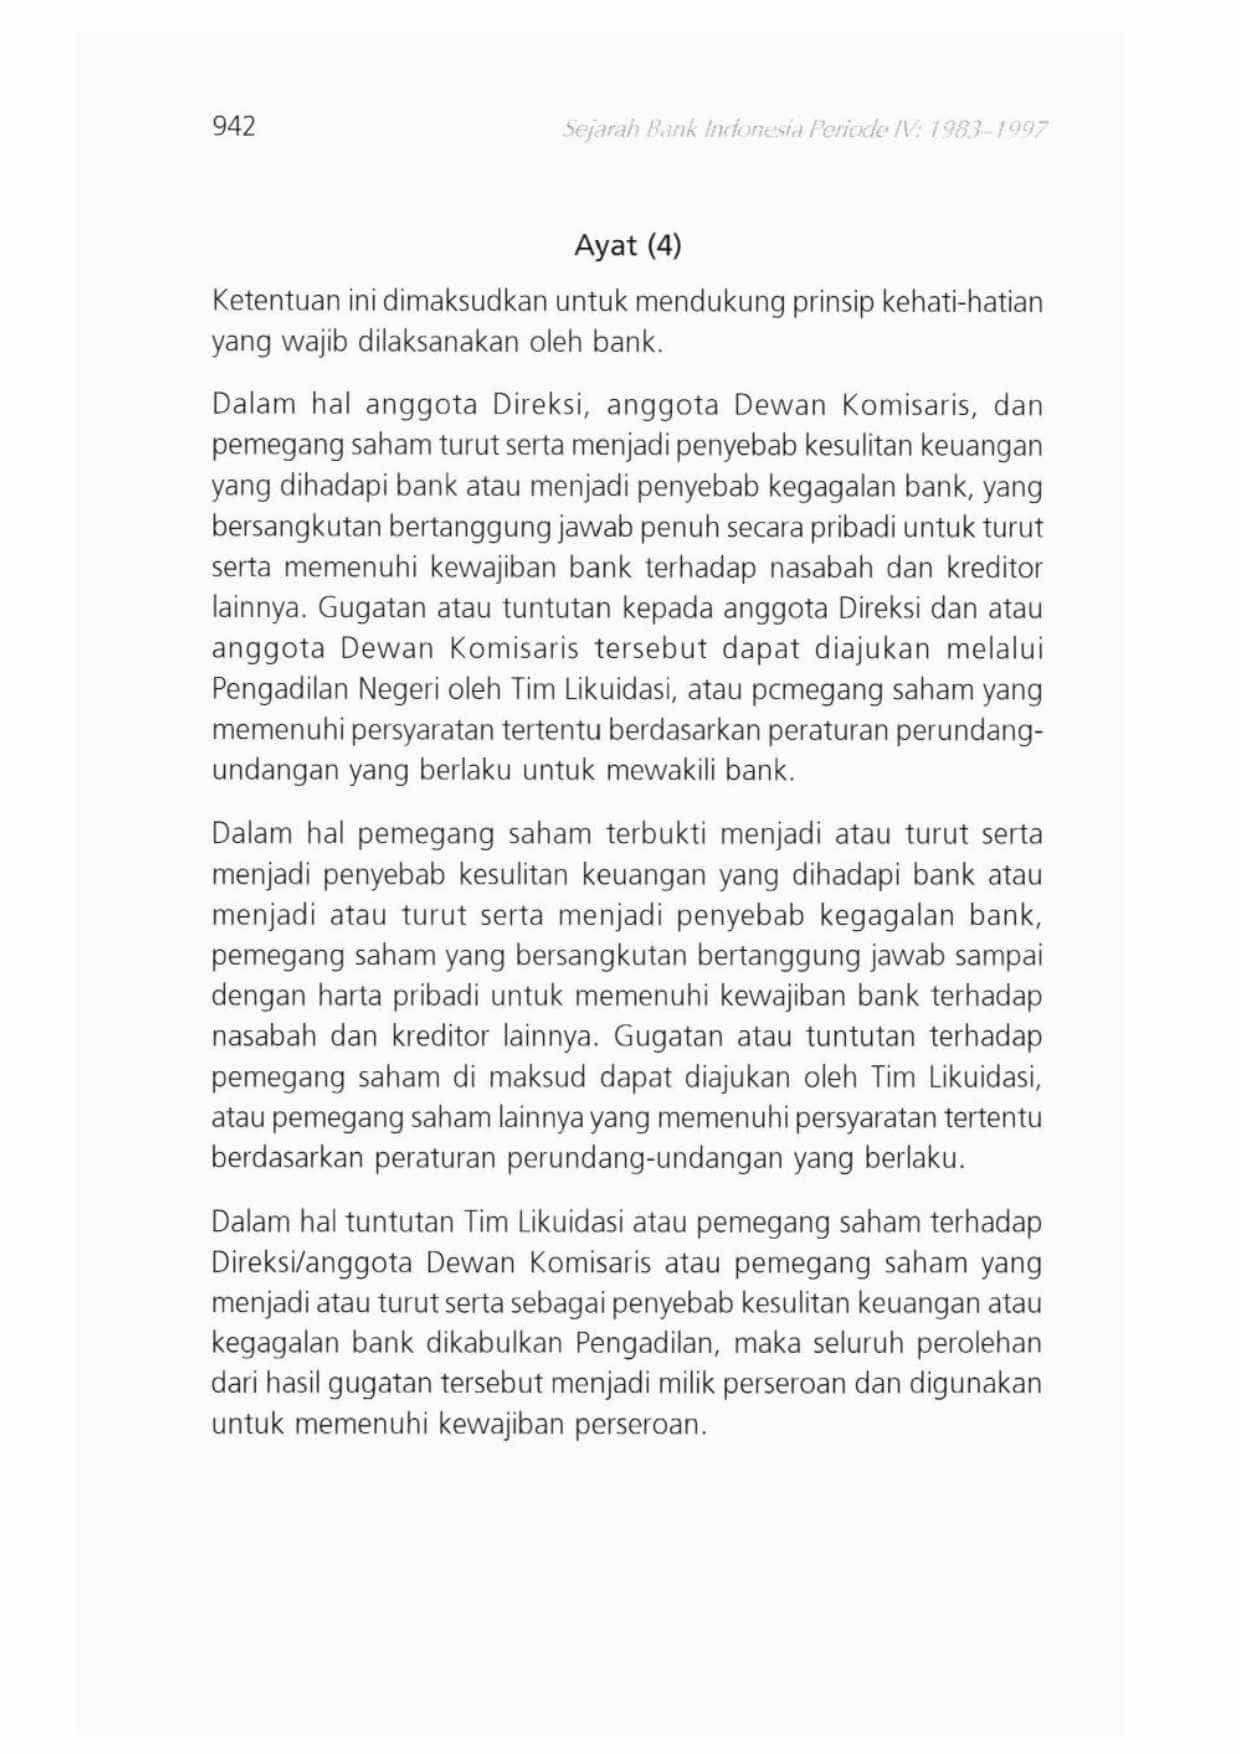 942
Sejarah Bank Indonesia Periode IV: 1983–1997
Ayat (4)
Ketentuan ini dimaksudkan untuk mendukung prinsip kehati-hatian
yang wajib dilaksanakan oleh bank.
Dalam hal anggota Direksi, anggota Dewan Komisaris, dan
pemegang saham turut serta menjadi penyebab kesulitan keuangan
yang dihadapi bank atau menjadi penyebab kegagalan bank, yang
bersangkutan bertanggung jawab penuh secara pribadi untuk turut
serta memenuhi kewajiban bank terhadap nasabah dan kreditor
lainnya. Gugatan atau tuntutan kepada anggota Direksi dan atau
anggota Dewan Komisaris tersebut dapat diajukan melalui
Pengadilan Negeri oleh Tim Likuidasi, atau pcmegang saham yang
memenuhi persyaratan tertentu berdasarkan peraturan perundang-
undangan yang berlaku untuk mewakili bank.
Dalam hal pemegang saham terbukti menjadi atau turut serta
menjadi penyebab kesulitan keuangan yang dihadapi bank atau
menjadi atau turut serta menjadi penyebab kegagalan bank,
pemegang saham yang bersangkutan bertanggung jawab sampai
dengan harta pribadi untuk memenuhi kewajiban bank terhadap
nasabah dan kreditor lainnya. Gugatan atau tuntutan terhadap
pemegang saham di maksud dapat diajukan oleh Tim Likuidasi,
atau pemegang saham lainnya yang memenuhi persyaratan tertentu
berdasarkan peraturan perundang-undangan yang berlaku.
Dalam hal tuntutan Tim Likuidasi atau pemegang saham terhadap
Direksi/anggota Dewan Komisaris atau pemegang saham yang
menjadi atau turut serta sebagai penyebab kesulitan keuangan atau
kegagalan bank dikabulkan Pengadilan, maka seluruh perolehan
dari hasil gugatan tersebut menjadi milik perseroan dan digunakan
untuk memenuhi kewajiban perseroan.